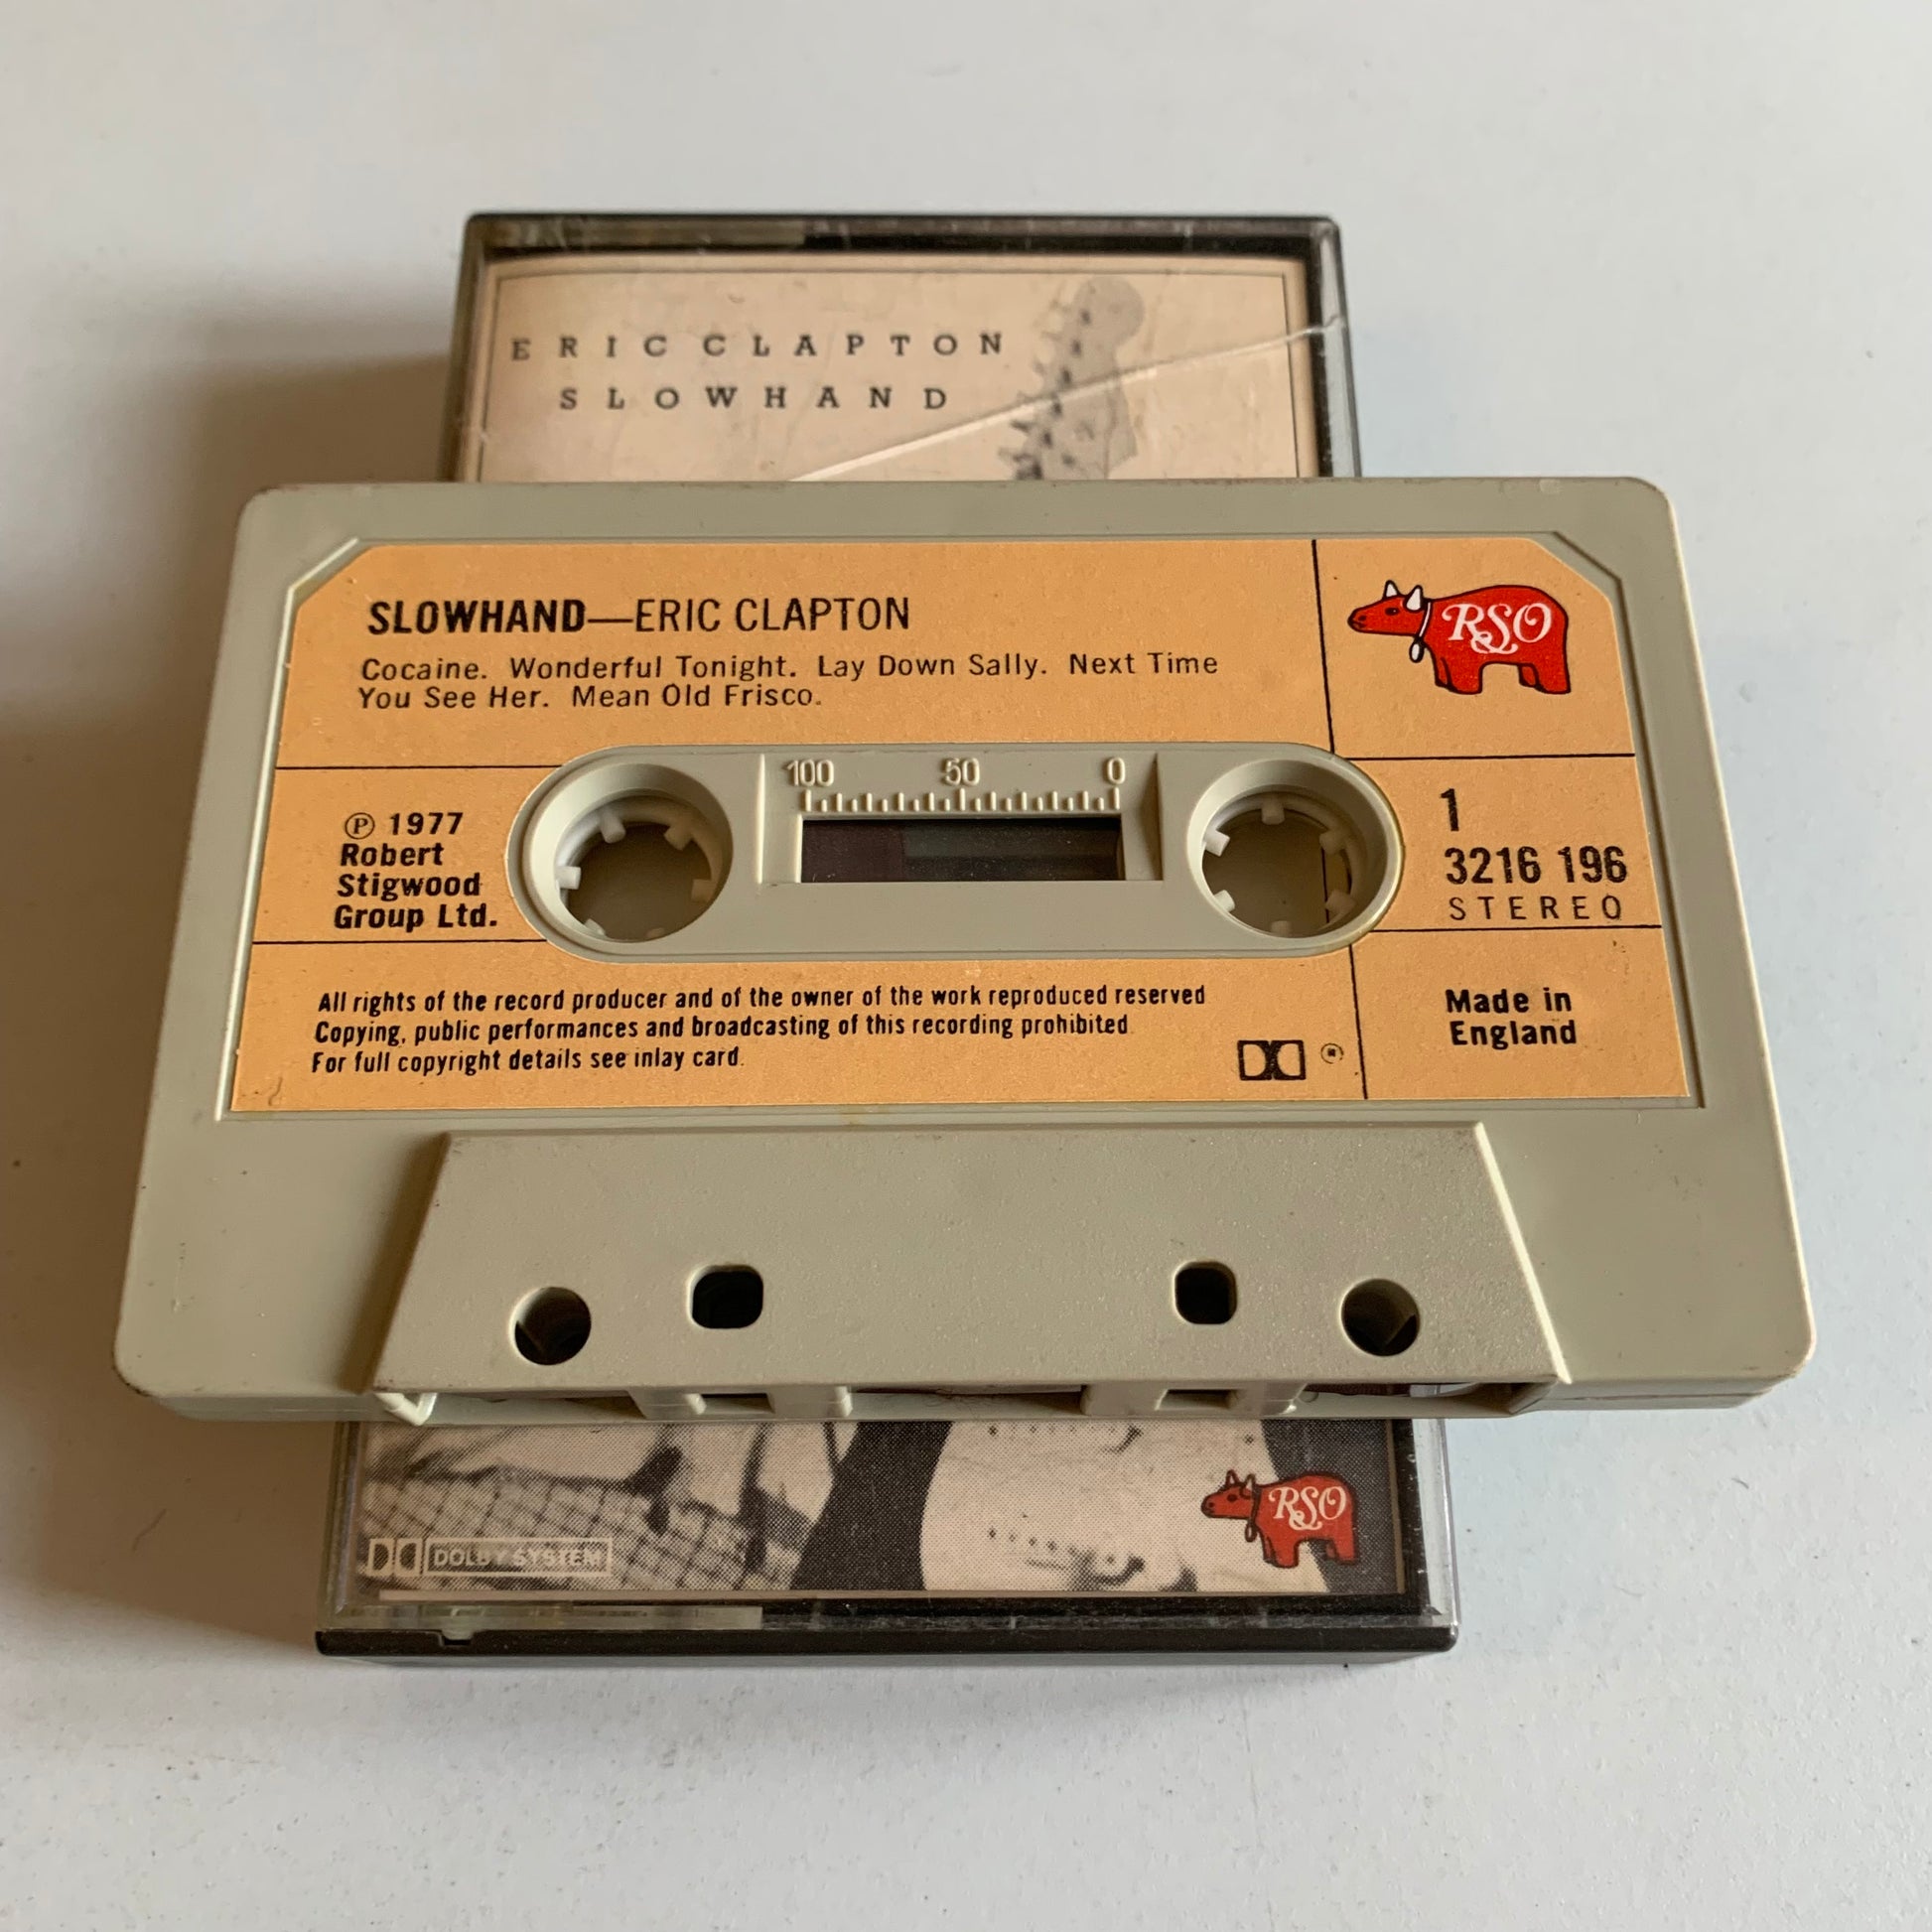 ERIC CLAPTON
SLOWHAND
SLOWHAND—ERIC CLAPTON
Cocaine. Wonderful Tonight. Lay Down Sally. Next Time
You See Her. Mean Old Frisco.
RSO
100 50 0
℗ 1977
Robert
Stigwood
Group Ltd.
1
3216 196
STEREO
All rights of the record producer and of the owner of the work reproduced reserved
Copying, public performances and broadcasting of this recording prohibited
For full copyright details see inlay card.
Made in
England
RSO
DOLBY SYSTEM